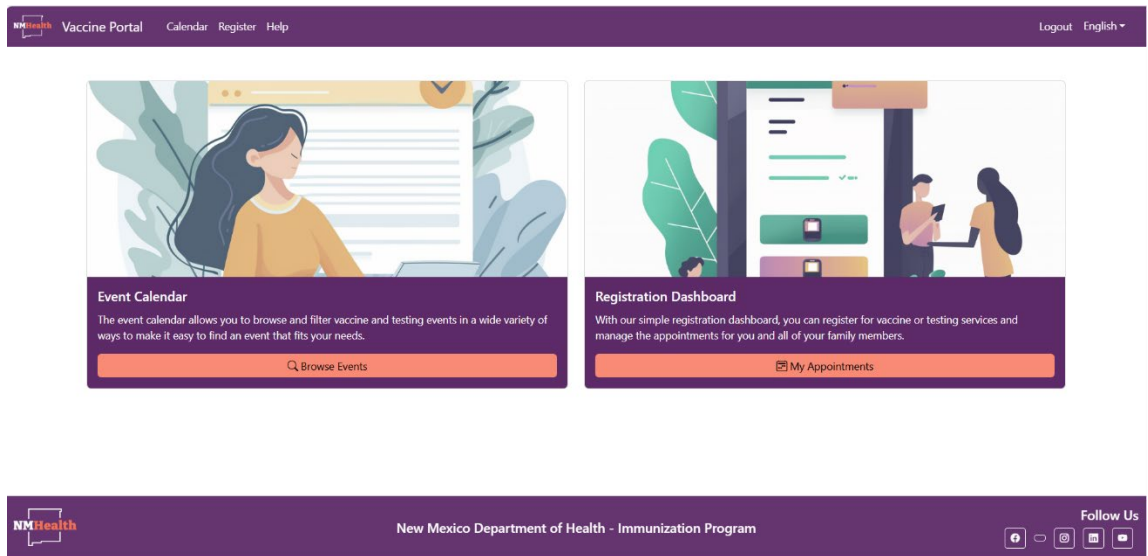 NMHealth Vaccine Portal Calendar Register Help Logout English
Event Calendar
The event calendar allows you to browse and filter vaccine and testing events in a wide variety of
ways to make it easy to find an event that fits your needs.
Browse Events
Registration Dashboard
With our simple registration dashboard, you can register for vaccine or testing services and
manage the appointments for you and all of your family members.
My Appointments
NMHealth
New Mexico Department of Health - Immunization Program
Follow Us